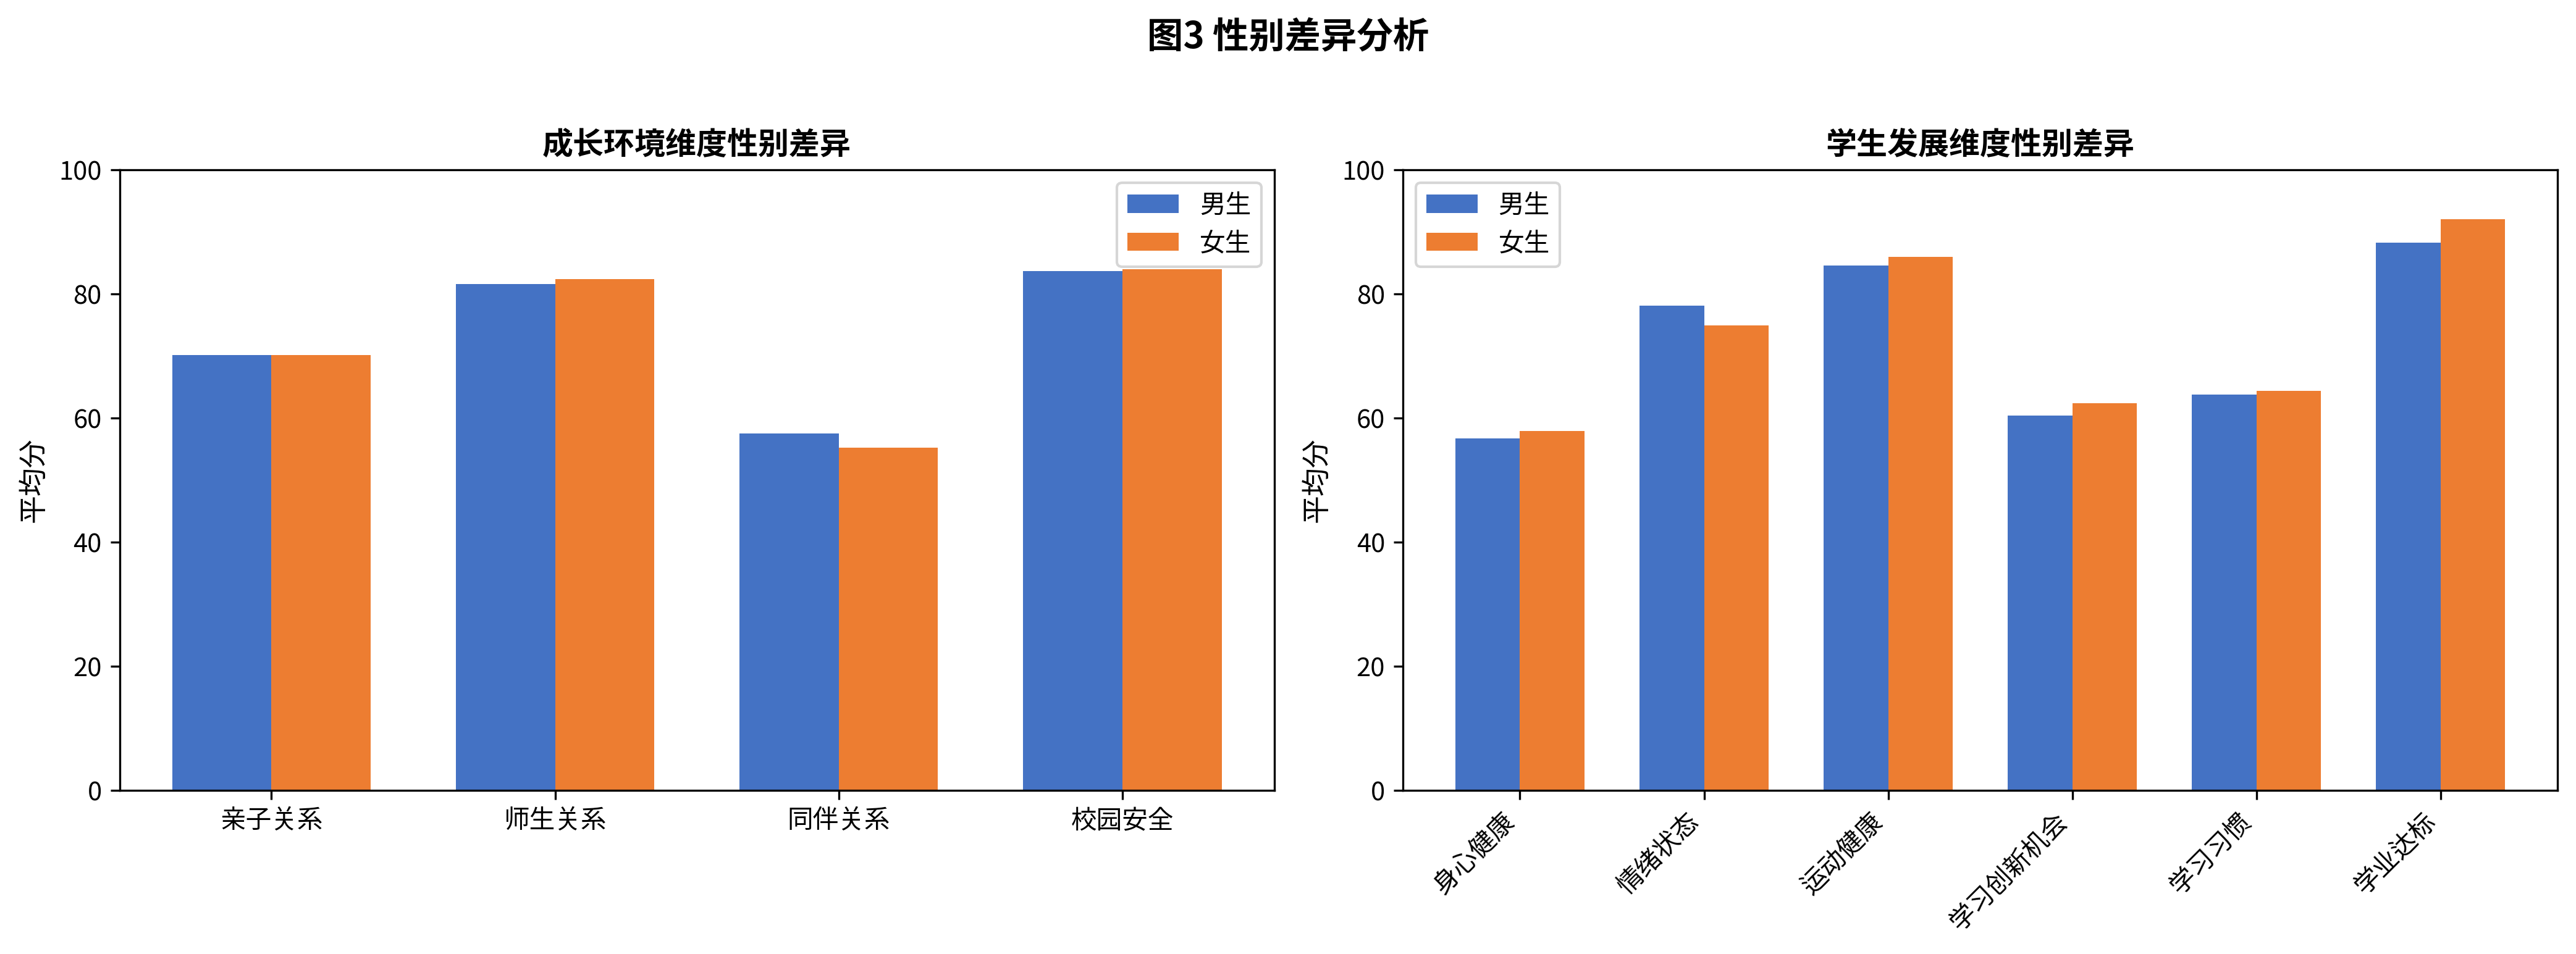 图3 性别差异分析
成长环境维度性别差异
100
80
60
40
20
0
平均分
男生
女生
亲子关系
师生关系
同伴关系
校园安全
学生发展维度性别差异
100
80
60
40
20
0
平均分
男生
女生
身心健康
情绪状态
运动健康
学习创新机会
学习习惯
学业达标